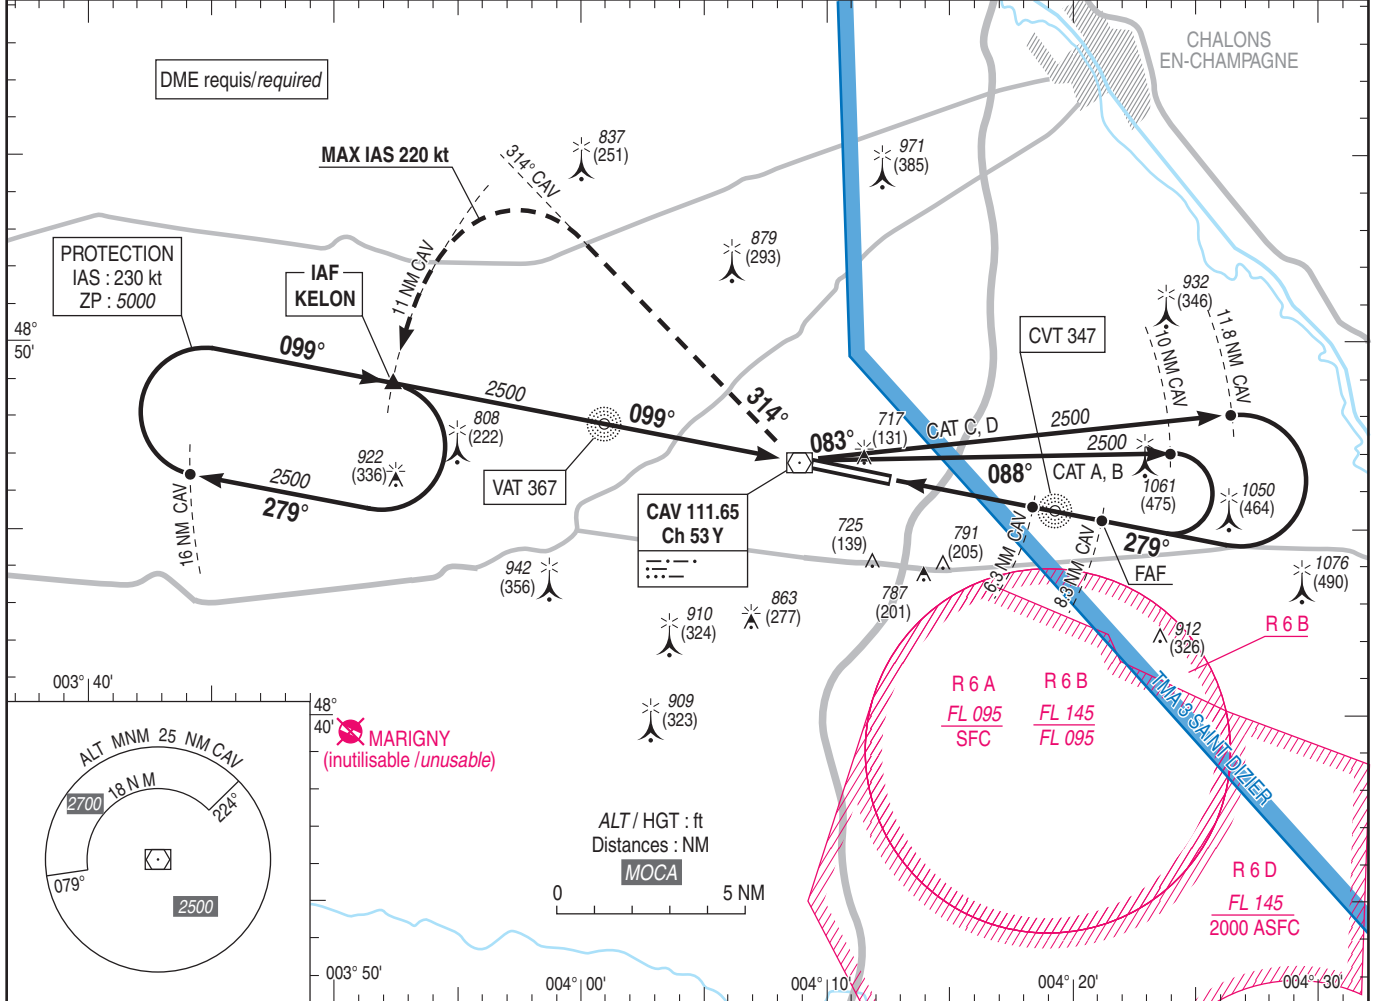 CHALONS
EN-CHAMPAGNE
DME requis/required
837
(251)
971
(385)
MAX IAS 220 kt
314° CAV
11 NM CAV
879
(293)
PROTECTION
IAS : 230 kt
ZP : 5000
IAF
KELON
932
(346)
10 NM CAV
11.8 NM CAV
CVT 347
48°
50'
099°
2500
099°
314°
808
(222)
922
(336)
VAT 367
2500
279°
16 NM CAV
083°
717
(131)
CAT C, D
2500
2500
088°
CAT A, B
1061
(475)
1050
(464)
CAV 111.65
Ch 53 Y
725
(139)
791
(205)
787
(201)
6.3 NM CAV
8.3 NM CAV
279°
FAF
1076
(490)
942
(356)
910
(324)
863
(277)
912
(326)
R 6 B
909
(323)
R 6 A
FL 095
SFC
R 6 B
FL 145
FL 095
TMA 3 SAINT DIZIER
003° 40'
48°
40'
MARIGNY
(inutilisable / unusable)
ALT MNM 25 NM CAV
18 N M
2700
224°
079°
2500
ALT / HGT : ft
Distances : NM
MOCA
0 5 NM
R 6 D
FL 145
2000 ASFC
003° 50'
004° 00'
004° 10'
004° 20'
004° 30'